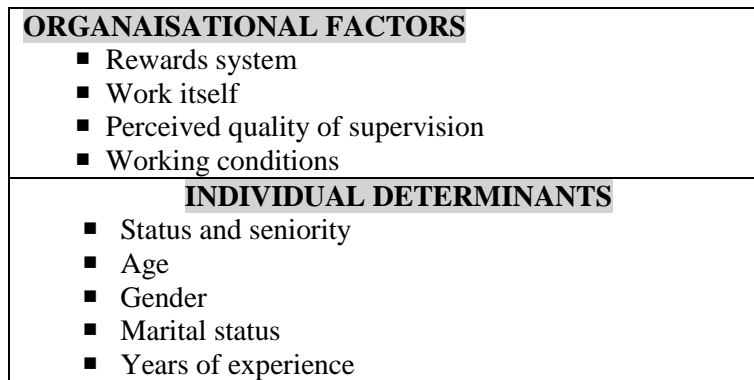 ORGANAISATIONAL FACTORS
■ Rewards system
■ Work itself
■ Perceived quality of supervision
■ Working conditions
INDIVIDUAL DETERMINANTS
■ Status and seniority
■ Age
■ Gender
■ Marital status
■ Years of experience